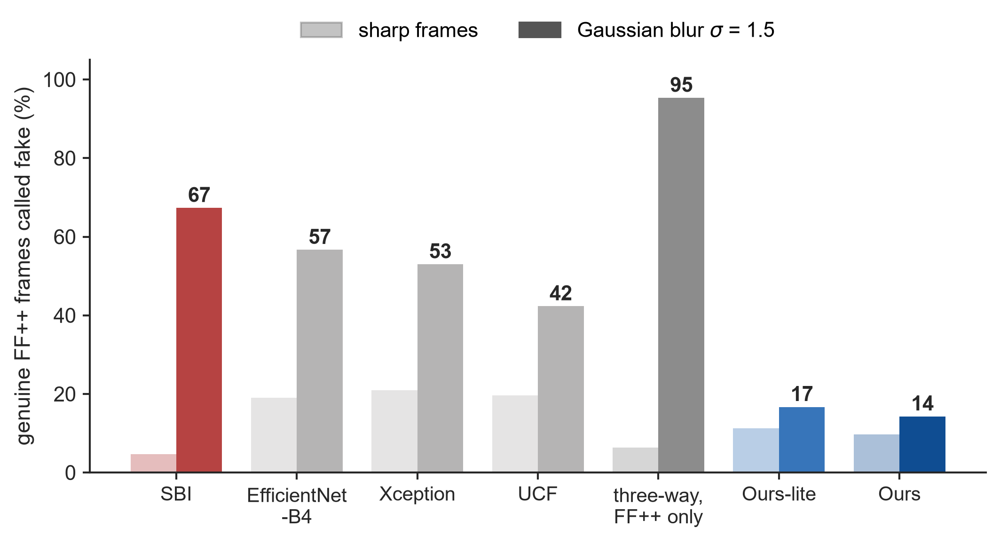 sharp frames
Gaussian blur σ = 1.5
genuine FF++ frames called fake (%)
100
80
60
40
20
0
67
57
53
42
95
17
14
SBI
EfficientNet
-B4
Xception
UCF
three-way,
FF++ only
Ours-lite
Ours